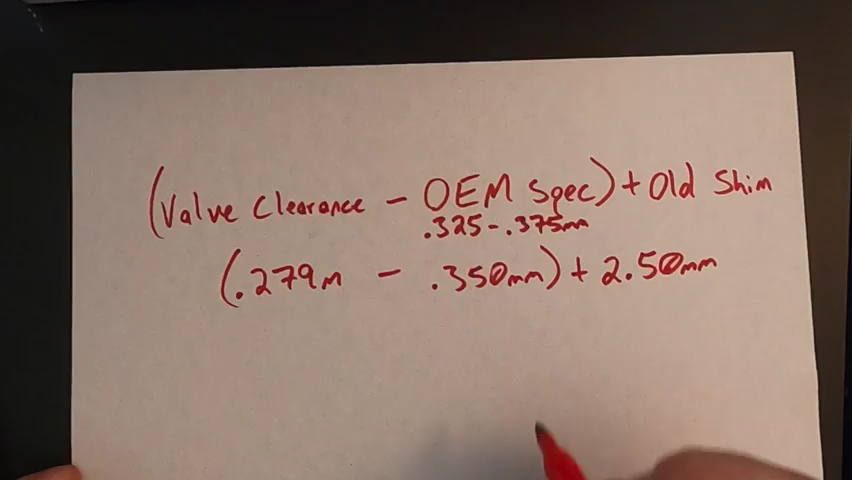 (Valve Clearance - OEM Spec) + Old Shim
.325-.375mm
(.279m - .350mm) + 2.50mm